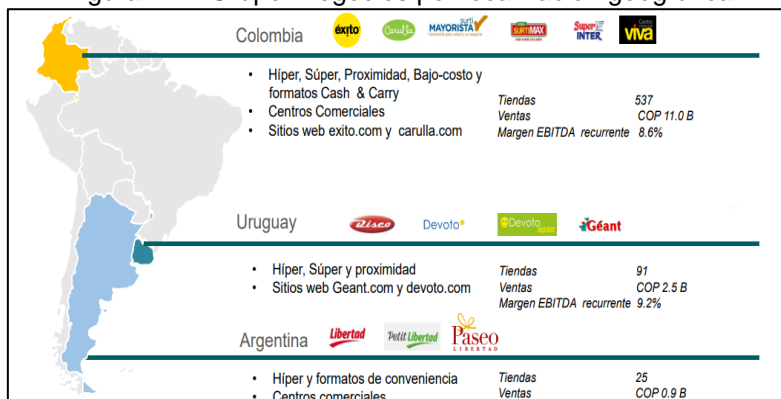 Colombia éxito Carulla surti MAYORISTA SURTIMAX Super INTER viva
• Híper, Súper, Proximidad, Bajo-costo y
formatos Cash & Carry
• Centros Comerciales
• Sitios web exito.com y carulla.com
Tiendas 537
Ventas COP 11.0 B
Margen EBITDA recurrente 8.6%
Uruguay Disco Devoto Devoto express Géant
• Híper, Súper y proximidad
• Sitios web Geant.com y devoto.com
Tiendas 91
Ventas COP 2.5 B
Margen EBITDA recurrente 9.2%
Argentina Libertad Petit Libertad Paseo LIBERTAD
• Híper y formatos de conveniencia
• Centros comerciales
Tiendas 25
Ventas COP 0.9 B